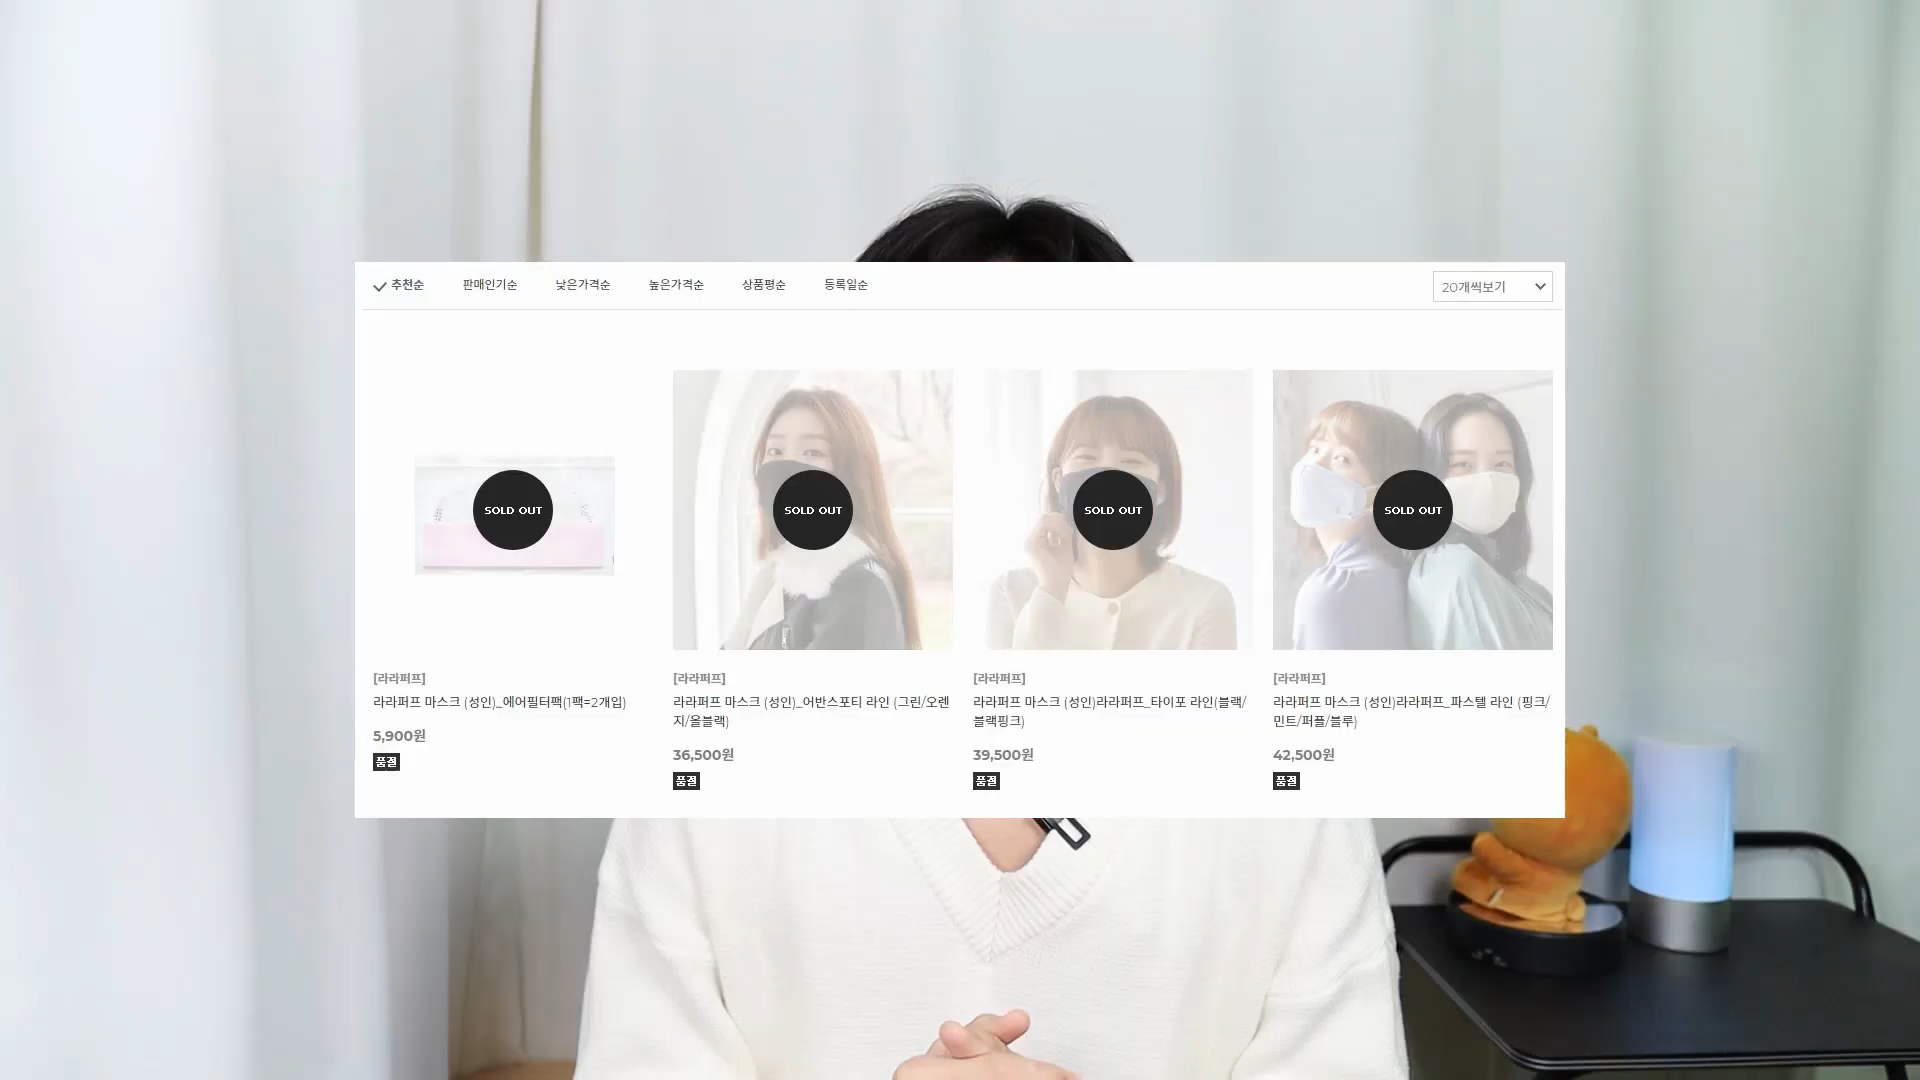 추천순
판매인기순
낮은가격순
높은가격순
상품평순
등록일순
20개씩보기
SOLD OUT
SOLD OUT
SOLD OUT
SOLD OUT
[라라퍼프]
라라퍼프 마스크 (성인)_에어필터팩(1팩=2개입)
5,900원
품절
[라라퍼프]
라라퍼프 마스크 (성인)_어반스포티 라인 (그린/오렌
지/올블랙)
36,500원
품절
[라라퍼프]
라라퍼프 마스크 (성인)라라퍼프_타이포 라인(블랙/
블랙핑크)
39,500원
품절
[라라퍼프]
라라퍼프 마스크 (성인)라라퍼프_파스텔 라인 (핑크/
민트/퍼플/블루)
42,500원
품절